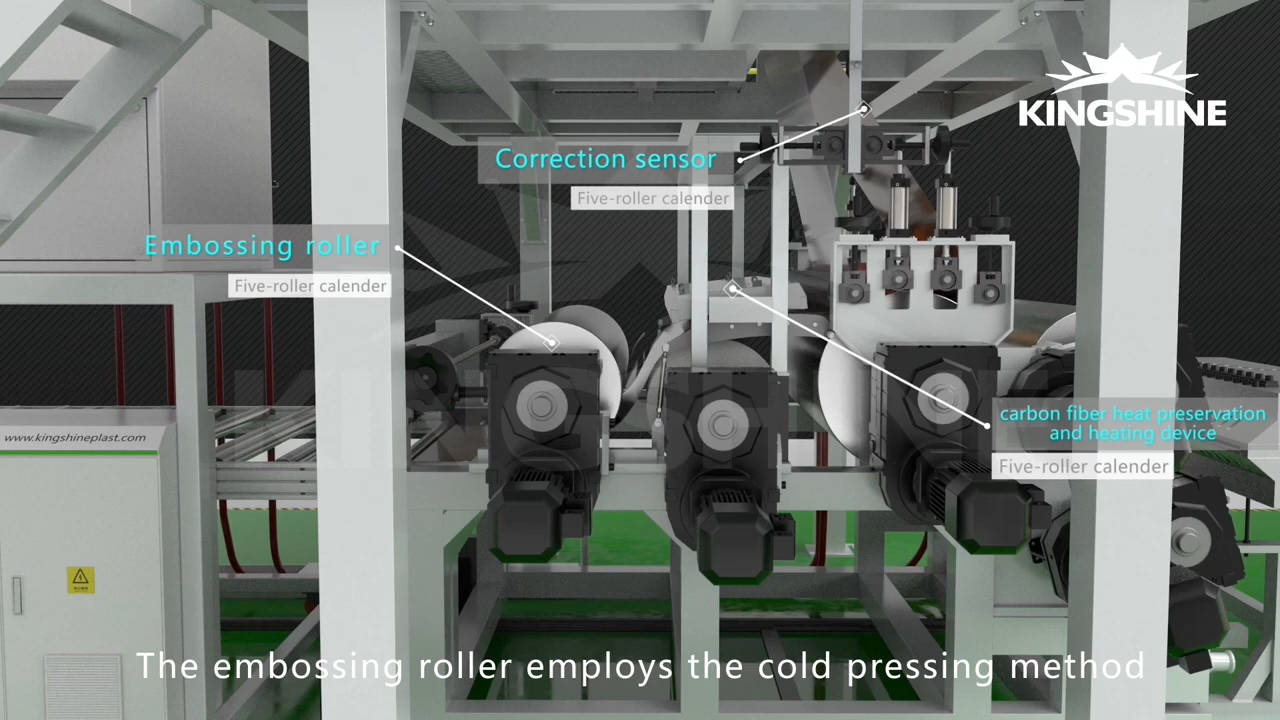 KINGSHINE
Correction sensor
Five-roller calender
Embossing roller
Five-roller calender
carbon fiber heat preservation
and heating device
Five-roller calender
www.kingshineplast.com
The embossing roller employs the cold pressing method